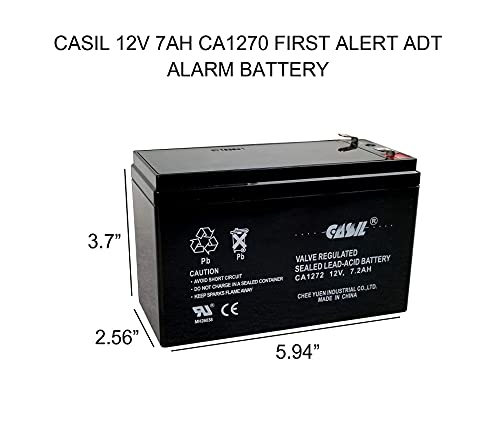 CASIL 12V 7AH CA1270 FIRST ALERT ADT
ALARM BATTERY
3.7”
2.56”
5.94”
Pb
Pb
CAUTION
• AVOID SHORT CIRCUIT
• DO NOT CHARGE IN A SEALED CONTAINER
• KEEP SPARKS FLAME AWAY
MH29038
CASIL®
VALVE REGULATED
SEALED LEAD-ACID BATTERY
CA1272 12V, 7.2AH
CHEE YUEN INDUSTRIAL CO., LTD.
MADE IN CHINA